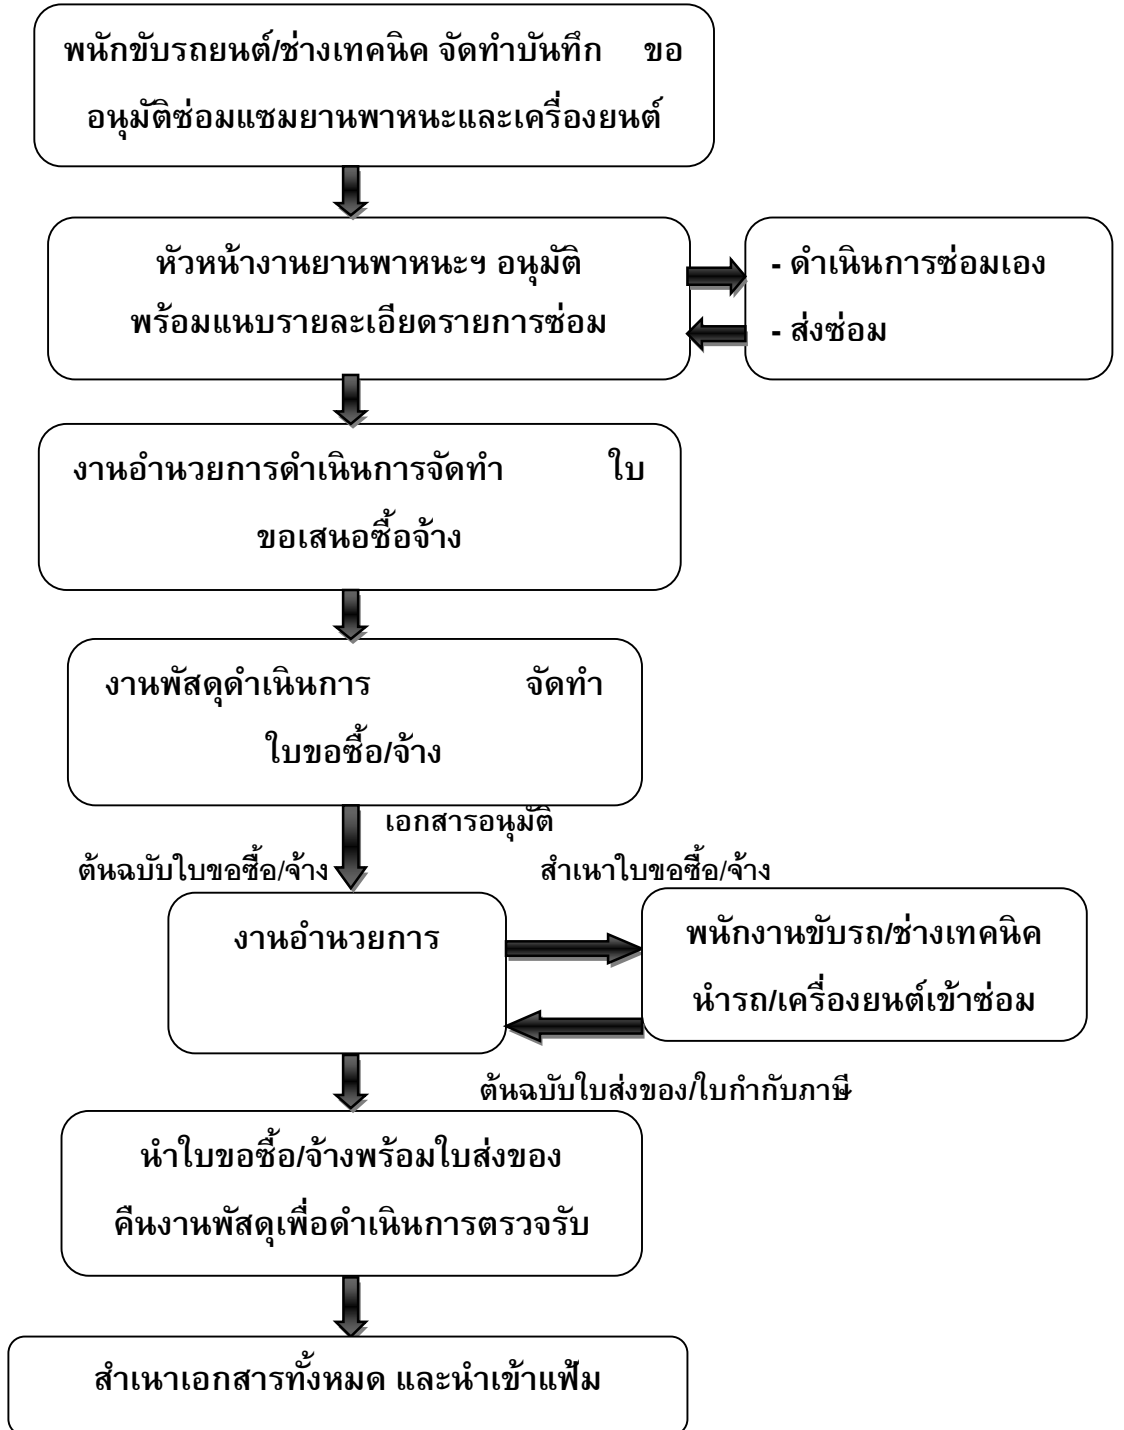 พนักขับรถยนต์/ช่างเทคนิค จัดทำบันทึก ขอ
อนุมัติซ่อมแซมยานพาหนะและเครื่องยนต์
หัวหน้างานยานพาหนะฯ อนุมัติ
พร้อมแนบรายละเอียดรายการซ่อม
- ดำเนินการซ่อมเอง
- ส่งซ่อม
งานอำนวยการดำเนินการจัดทำ ใบ
ขอเสนอซื้อจ้าง
งานพัสดุดำเนินการ จัดทำ
ใบขอซื้อ/จ้าง
เอกสารอนุมัติ
ต้นฉบับใบขอซื้อ/จ้าง
สำเนาใบขอซื้อ/จ้าง
งานอำนวยการ
พนักงานขับรถ/ช่างเทคนิค
นำรถ/เครื่องยนต์เข้าซ่อม
ต้นฉบับใบส่งของ/ใบกำกับภาษี
นำใบขอซื้อ/จ้างพร้อมใบส่งของ
คืนงานพัสดุเพื่อดำเนินการตรวจรับ
สำเนาเอกสารทั้งหมด และนำเข้าแฟ้ม